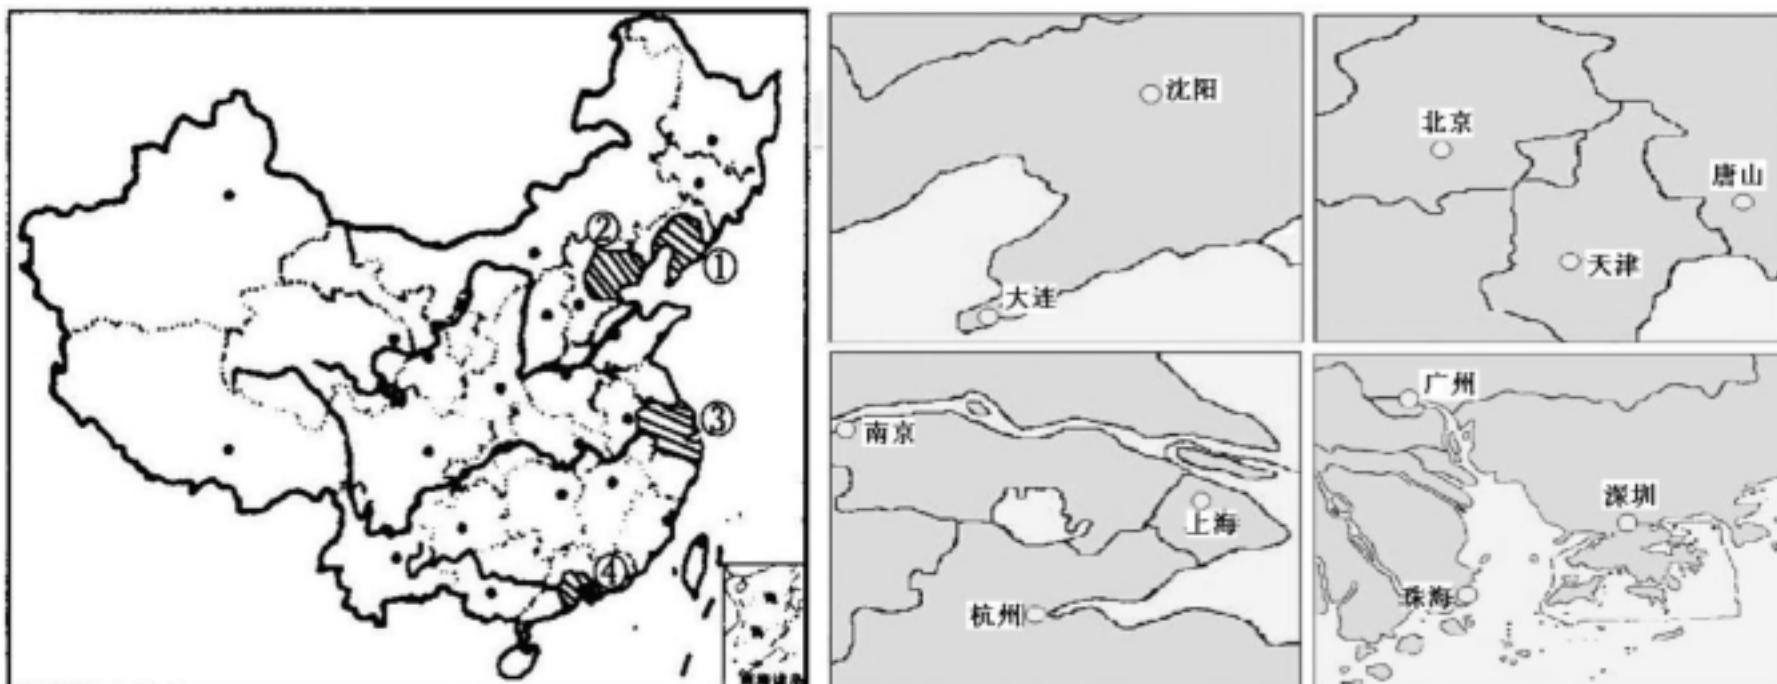 ②
①
③
④
沈阳
大连
北京
唐山
天津
南京
上海
杭州
广州
深圳
珠海